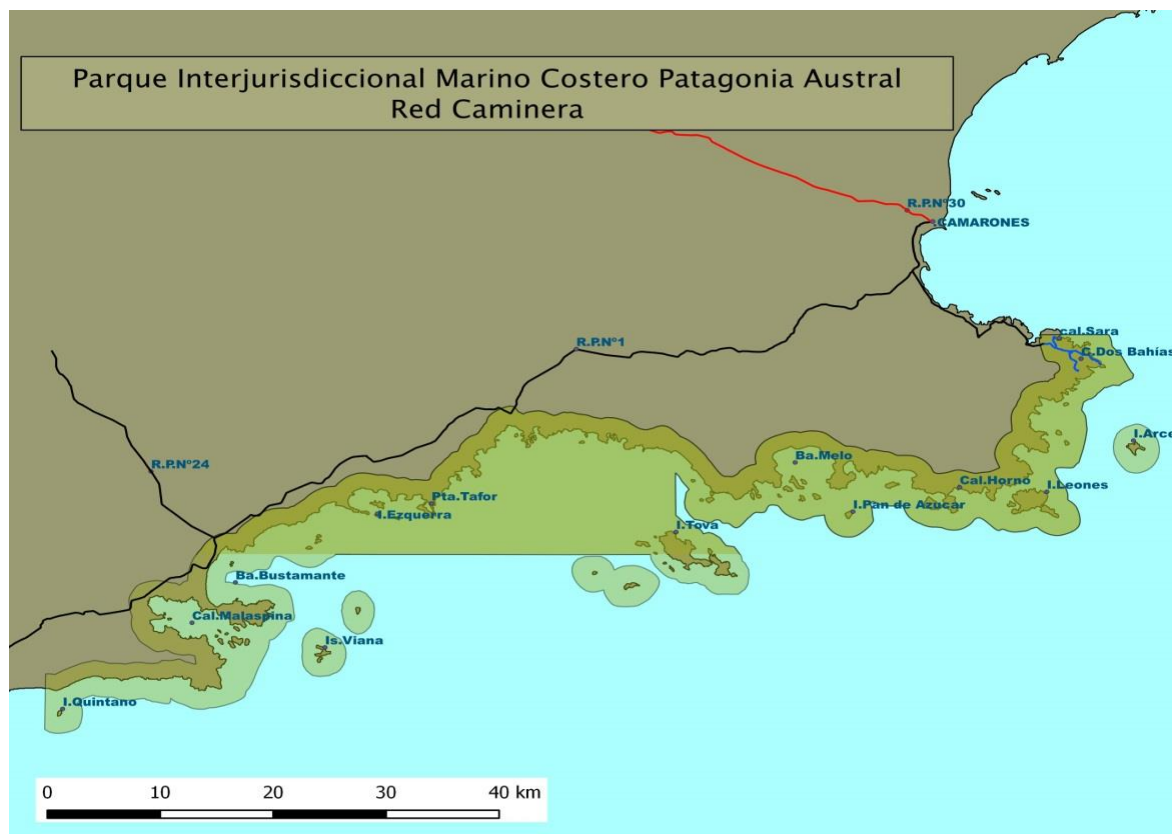 Parque Interjurisdiccional Marino Costero Patagonia Austral
Red Caminera
R.P.Nº30
CAMARONES
cal.Sara
C.Dos Bahías
R.P.Nº1
I.Arce
R.P.Nº24
Ba.Melo
Cal.Horno
I.Leones
Pta.Tafor
I.Ezquerra
I.Pan de Azucar
I.Tova
Ba.Bustamante
Cal.Malaspina
Is.Viana
I.Quintano
0 10 20 30 40 km